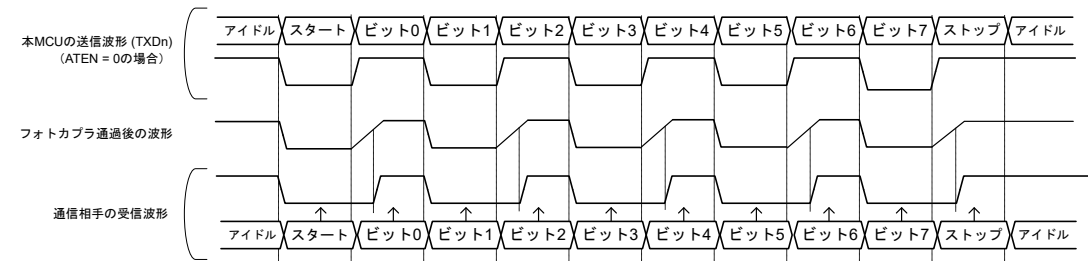 アイドル スタート ビット0 ビット1 ビット2 ビット3 ビット4 ビット5 ビット6 ビット7 ストップ アイドル
本MCUの送信波形 (TXDn)
（ATEN = 0の場合）
フォトカプラ通過後の波形
通信相手の受信波形
アイドル スタート ビット0 ビット1 ビット2 ビット3 ビット4 ビット5 ビット6 ビット7 ストップ アイドル